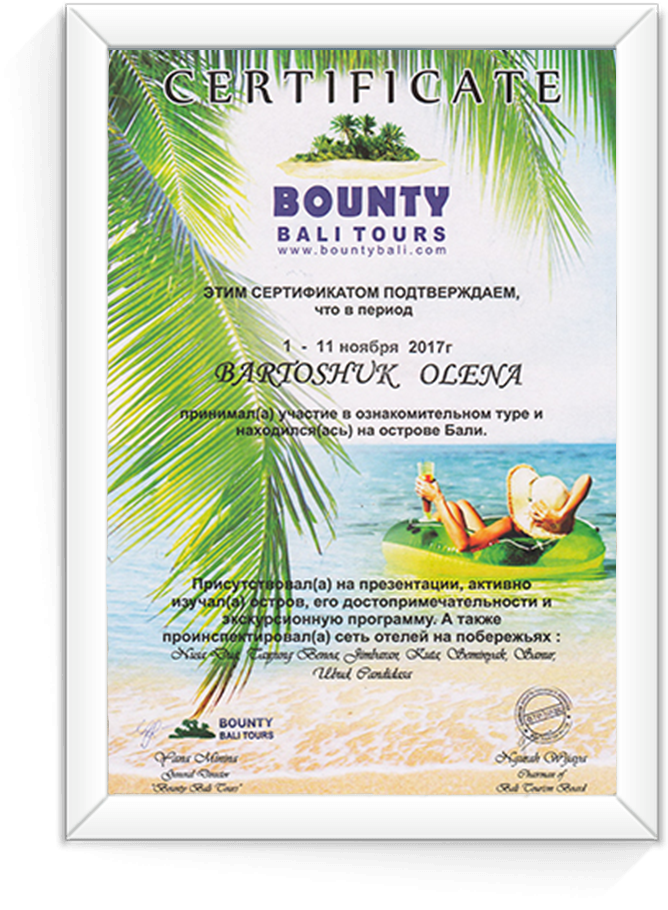 CERTIFICATE
BOUNTY
BALI TOURS
www.bountybali.com
ЭТИМ СЕРТИФИКАТОМ ПОДТВЕРЖДАЕМ,
что в период
1 - 11 ноября 2017г
BARTOSHUK OLENA
принимал(а) участие в ознакомительном туре и
находился(ась) на острове Бали.
Присутствовал(а) на презентации, активно
изучал(а) остров, его достопримечательности и
экскурсионную программу. А также
проинспектировал(а) сеть отелей на побережьях :
Nusa Dua, Tanjung Benoa, Jimbaran, Kuta, Seminyak, Sanur,
Ubud, Candidasa
BOUNTY
BALI TOURS
Yana Minina
General Director
"Bounty Bali Tours"
Ngurah Wijaya
Chairman of
Bali Tourism Board